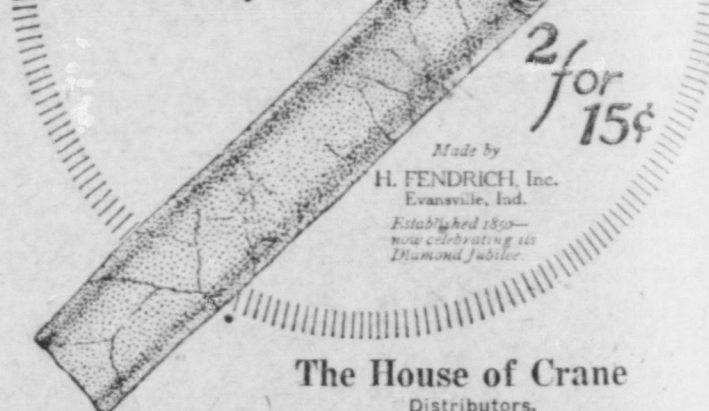 2 for
15¢
Made by
H. FENDRICH, Inc.
Evansville, Ind.
Established 1850—
now celebrating its
Diamond Jubilee.
The House of Crane
Distributors.